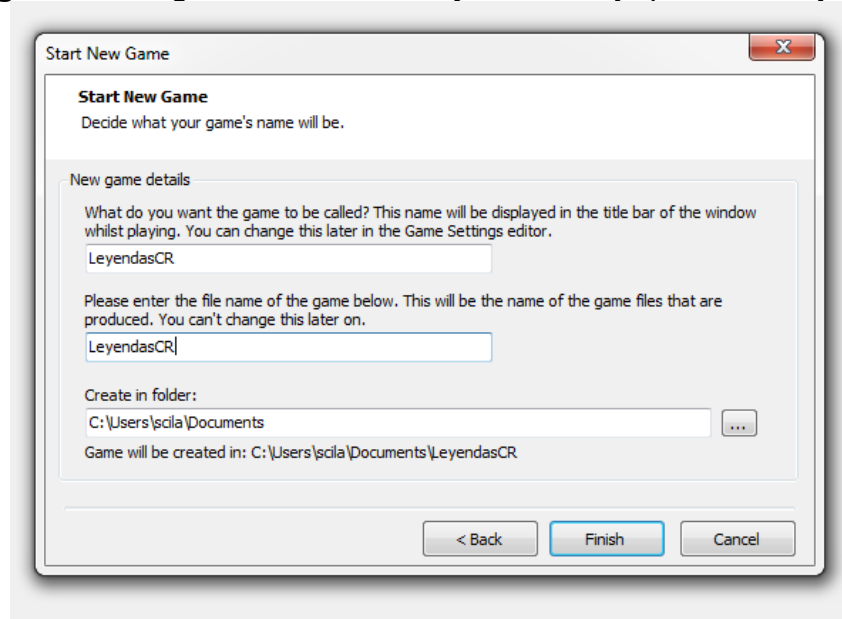 Start New Game
Start New Game
Decide what your game's name will be.
New game details
What do you want the game to be called? This name will be displayed in the title bar of the window
whilst playing. You can change this later in the Game Settings editor.
LeyendasCR
Please enter the file name of the game below. This will be the name of the game files that are
produced. You can't change this later on.
LeyendasCR
Create in folder:
C:\Users\scila\Documents
...
Game will be created in: C:\Users\scila\Documents\LeyendasCR
< Back
Finish
Cancel